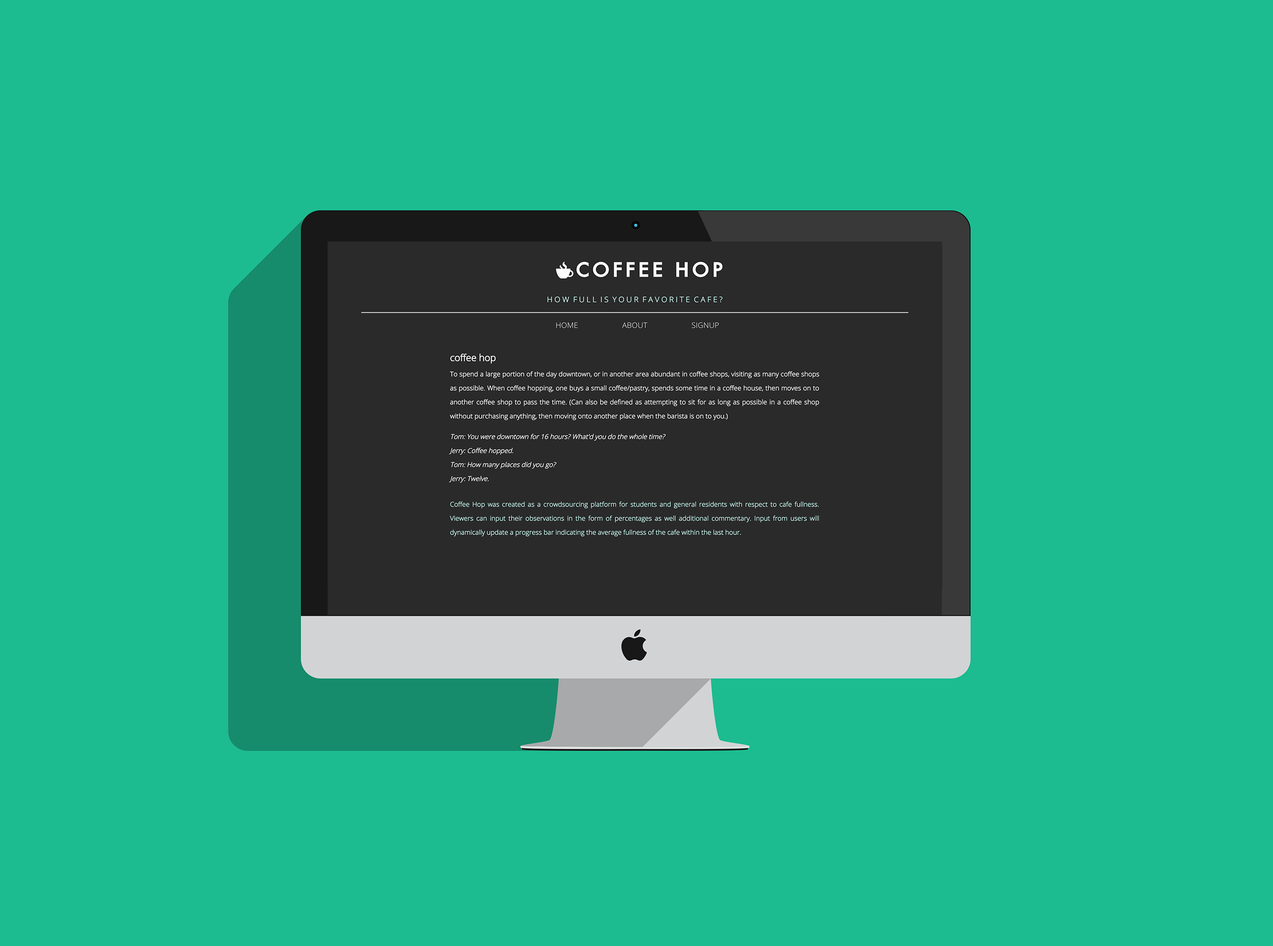 COFFEE HOP
HOW FULL IS YOUR FAVORITE CAFE?
HOME ABOUT SIGNUP
coffee hop
To spend a large portion of the day downtown, or in another area abundant in coffee shops, visiting as many coffee shops
as possible. When coffee hopping, one buys a small coffee/pastry, spends some time in a coffee house, then moves on to
another coffee shop to pass the time. (Can also be defined as attempting to sit for as long as possible in a coffee shop
without purchasing anything, then moving onto another place when the barista is on to you.)
Tom: You were downtown for 16 hours? What'd you do the whole time?
Jerry: Coffee hopped.
Tom: How many places did you go?
Jerry: Twelve.
Coffee Hop was created as a crowdsourcing platform for students and general residents with respect to cafe fullness.
Viewers can input their observations in the form of percentages as well additional commentary. Input from users will
dynamically update a progress bar indicating the average fullness of the cafe within the last hour.